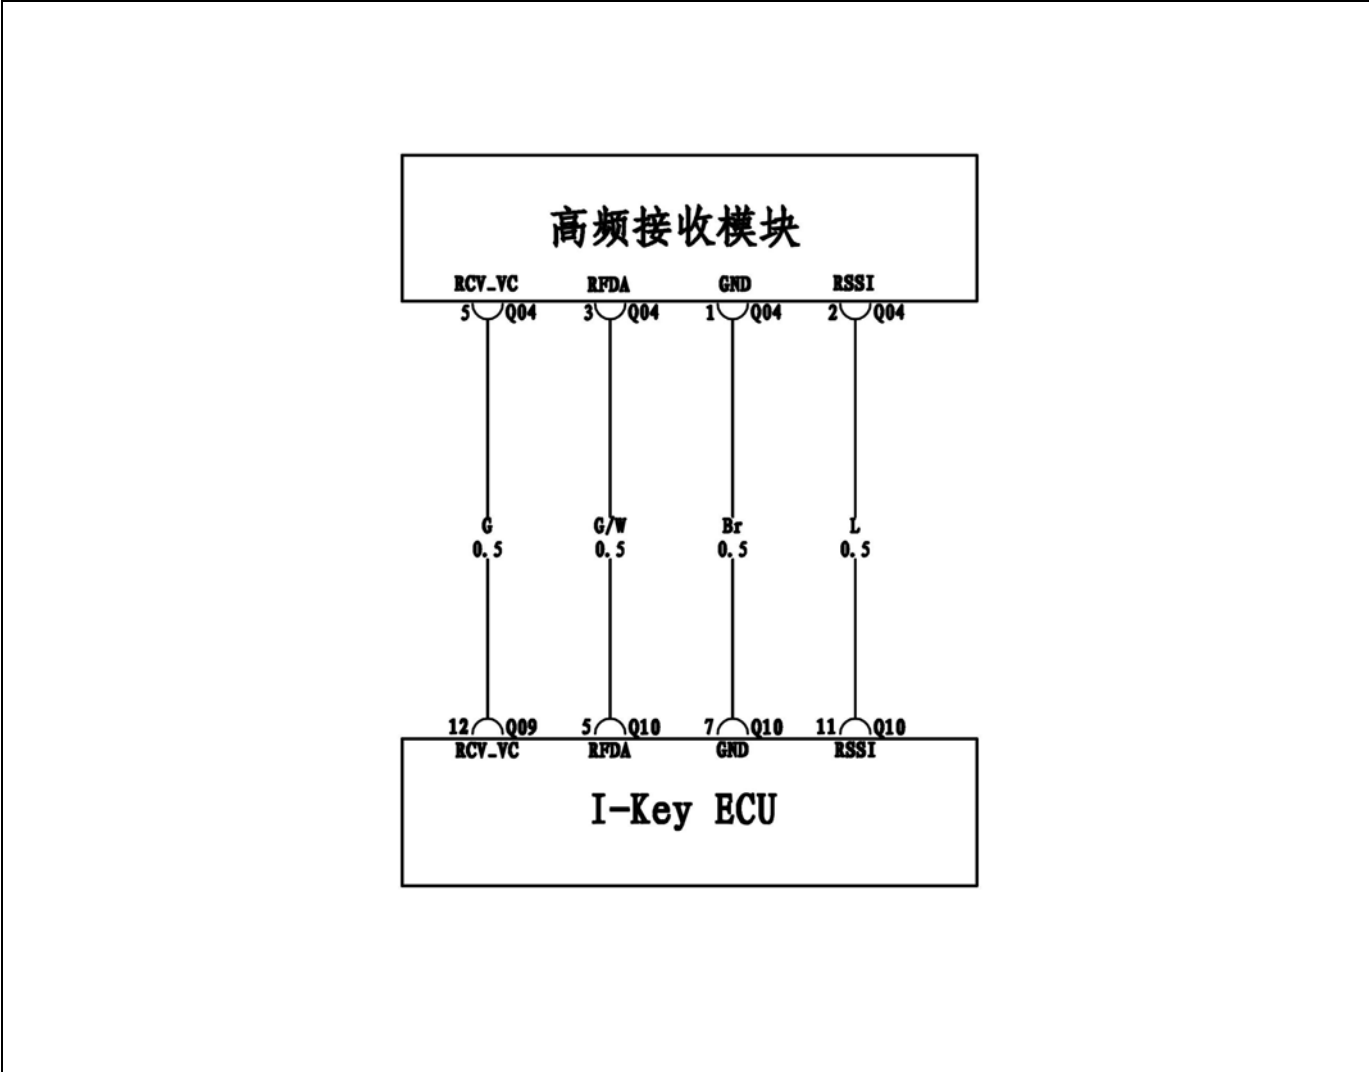 高频接收模块
RCV_VC RFDA GND RSSI
5 Q04 3 Q04 1 Q04 2 Q04
G G/W Br L
0.5 0.5 0.5 0.5
12 Q09 5 Q10 7 Q10 11 Q10
RCV_VC RFDA GND RSSI
I-Key ECU